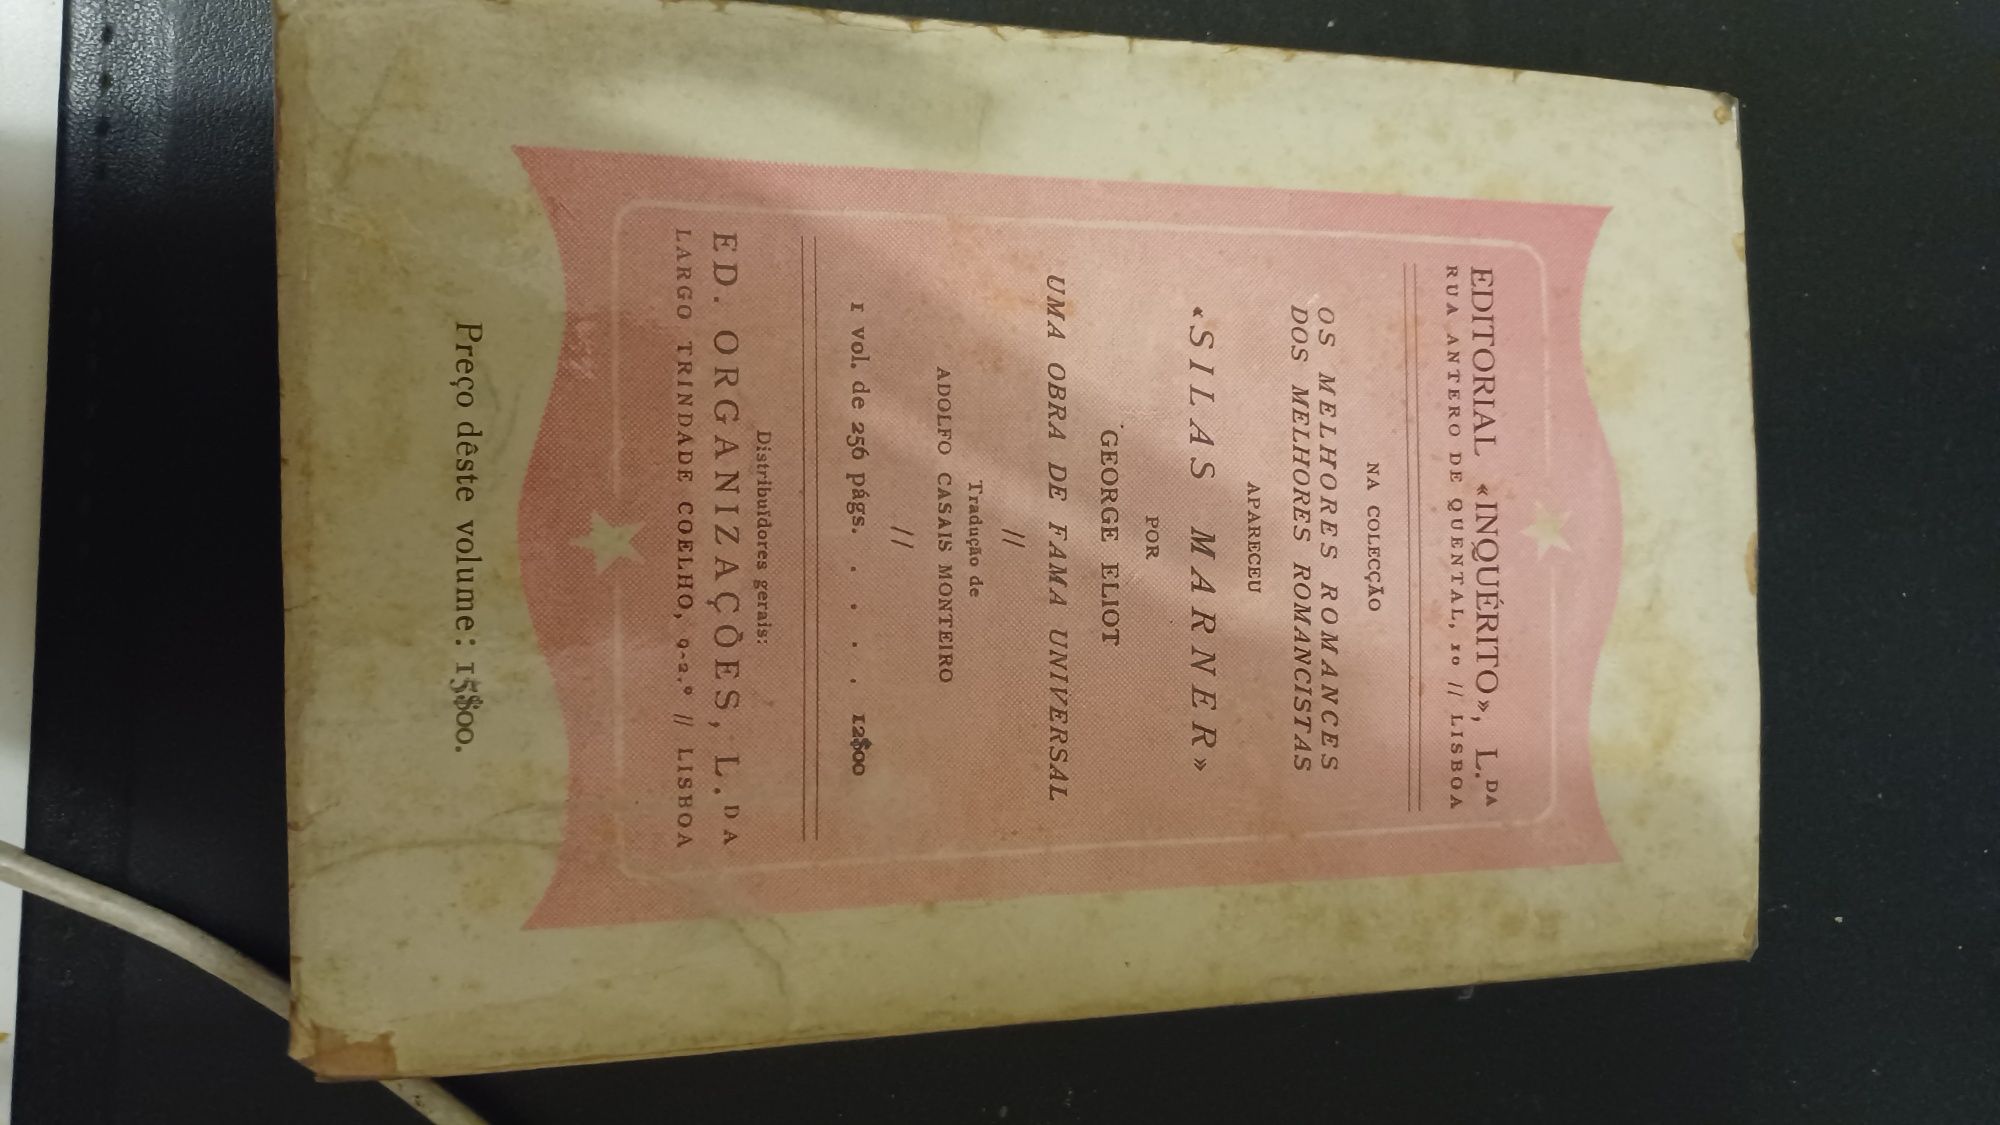 EDITORIAL «INQUÉRITO», L.DA
RUA ANTERO DE QUENTAL, 10 // LISBOA
NA COLECÇÃO
OS MELHORES ROMANCES
DOS MELHORES ROMANCISTAS
APARECEU
«SILAS MARNER»
POR
GEORGE ELIOT
UMA OBRA DE FAMA UNIVERSAL
//
Tradução de
ADOLFO CASAIS MONTEIRO
//
1 vol. de 256 págs. . . . . . 12$00
Distribuïdores gerais:
ED. ORGANIZAÇÕES, L.DA
LARGO TRINDADE COELHO, 9-2.º // LISBOA
Preço dêste volume: 15$00.